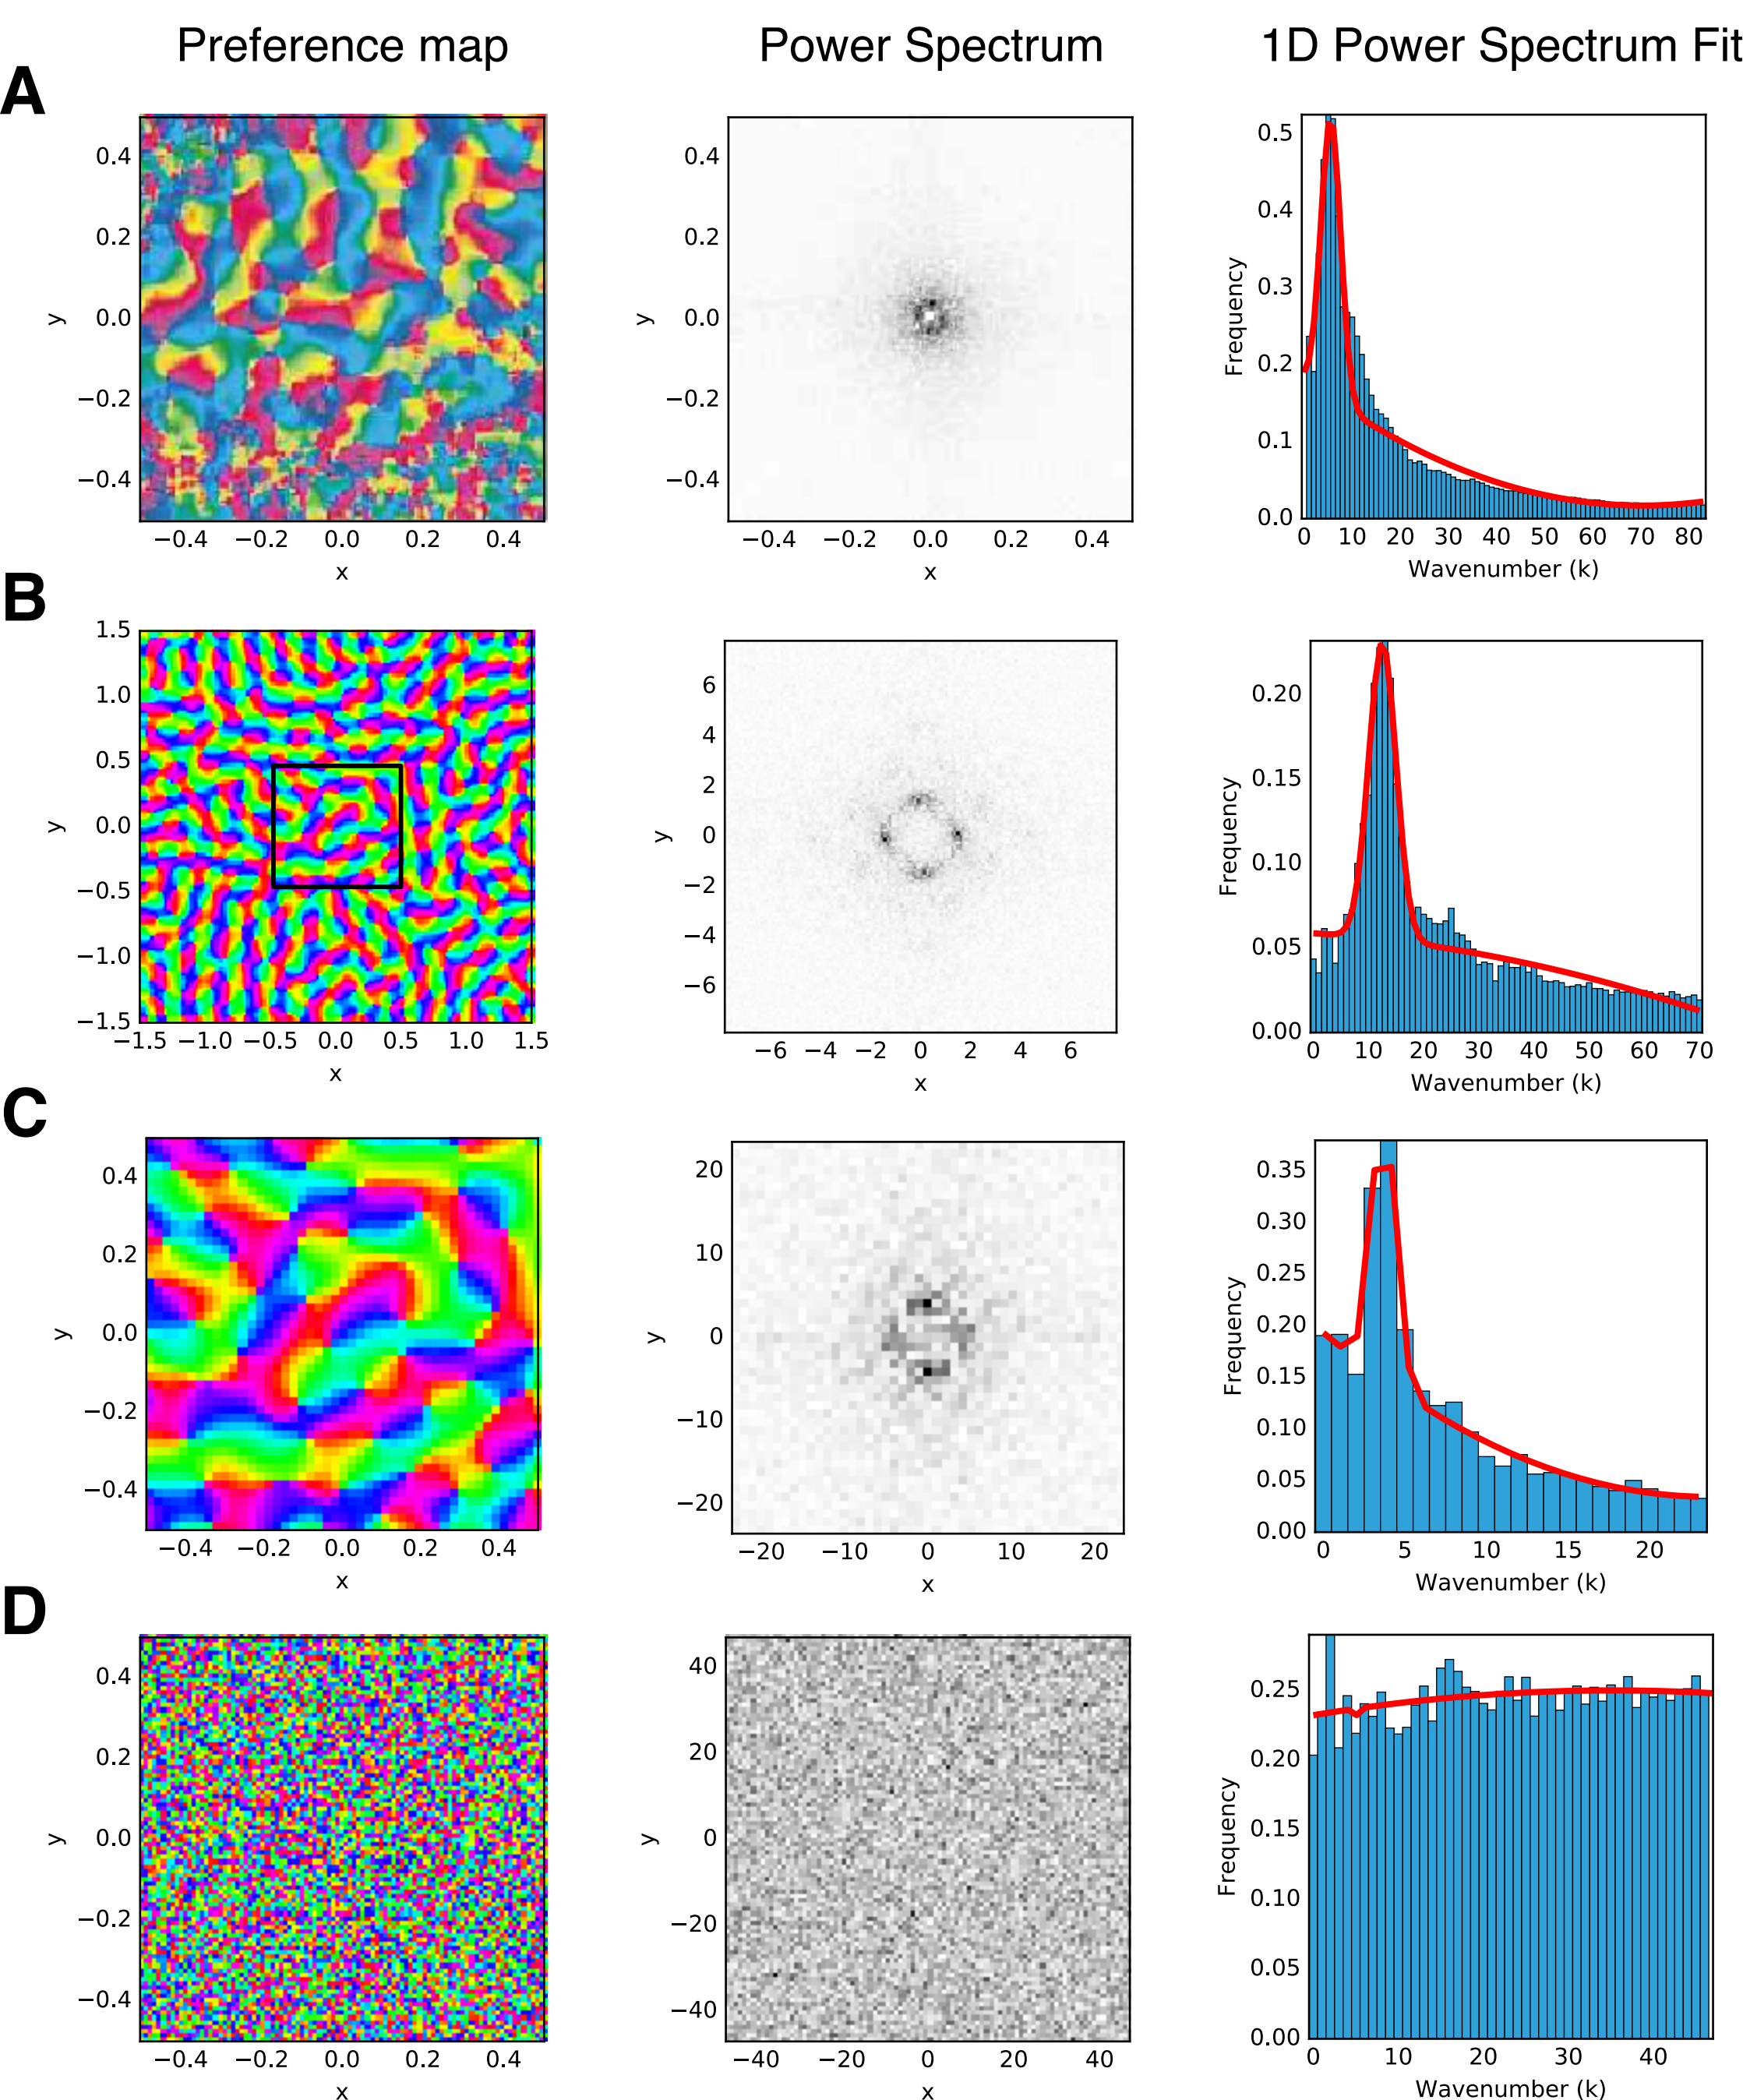 Preference map
Power Spectrum
1D Power Spectrum Fit
A
0.4
0.2
0.0
−0.2
−0.4
y
−0.4 −0.2 0.0 0.2 0.4
x
0.4
0.2
0.0
−0.2
−0.4
y
−0.4 −0.2 0.0 0.2 0.4
x
0.5
0.4
0.3
0.2
0.1
0.0
Frequency
0 10 20 30 40 50 60 70 80
Wavenumber (k)
B
1.5
1.0
0.5
0.0
−0.5
−1.0
−1.5
y
−1.5 −1.0 −0.5 0.0 0.5 1.0 1.5
x
6
4
2
0
−2
−4
−6
y
−6 −4 −2 0 2 4 6
x
0.20
0.15
0.10
0.05
0.00
Frequency
0 10 20 30 40 50 60 70
Wavenumber (k)
C
0.4
0.2
0.0
−0.2
−0.4
y
−0.4 −0.2 0.0 0.2 0.4
x
20
10
0
−10
−20
y
−20 −10 0 10 20
x
0.35
0.30
0.25
0.20
0.15
0.10
0.05
0.00
Frequency
0 5 10 15 20
Wavenumber (k)
D
0.4
0.2
0.0
−0.2
−0.4
y
−0.4 −0.2 0.0 0.2 0.4
x
40
20
0
−20
−40
y
−40 −20 0 20 40
x
0.25
0.20
0.15
0.10
0.05
0.00
Frequency
0 10 20 30 40
Wavenumber (k)